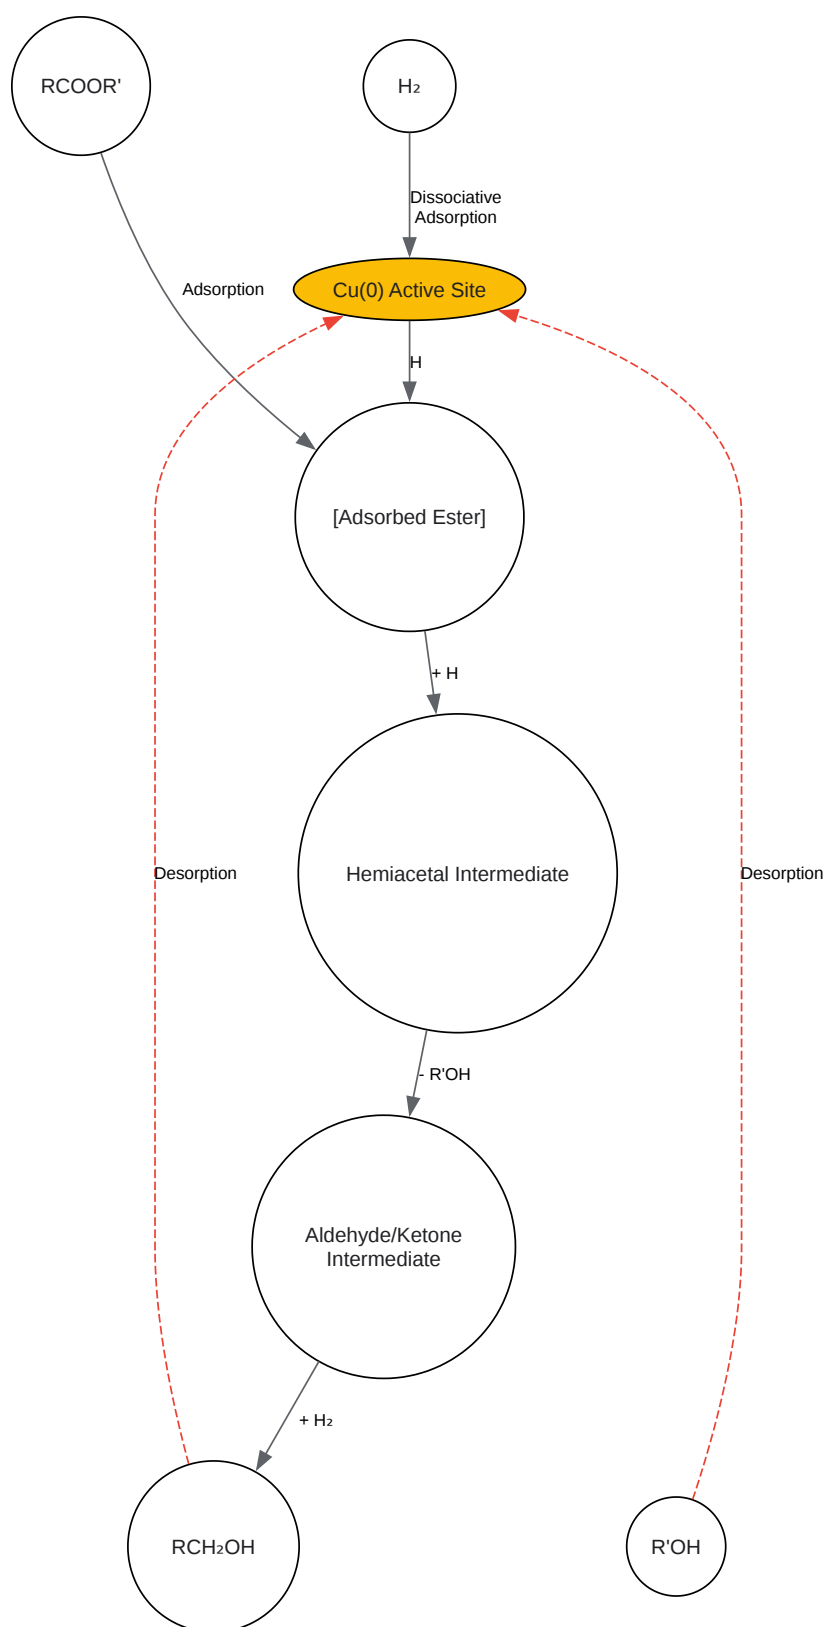 RCOOR'
H₂
Dissociative
Adsorption
Adsorption
Cu(0) Active Site
H
[Adsorbed Ester]
+ H
Hemiacetal Intermediate
Desorption
Desorption
- R'OH
Aldehyde/Ketone
Intermediate
+ H₂
RCH₂OH
R'OH